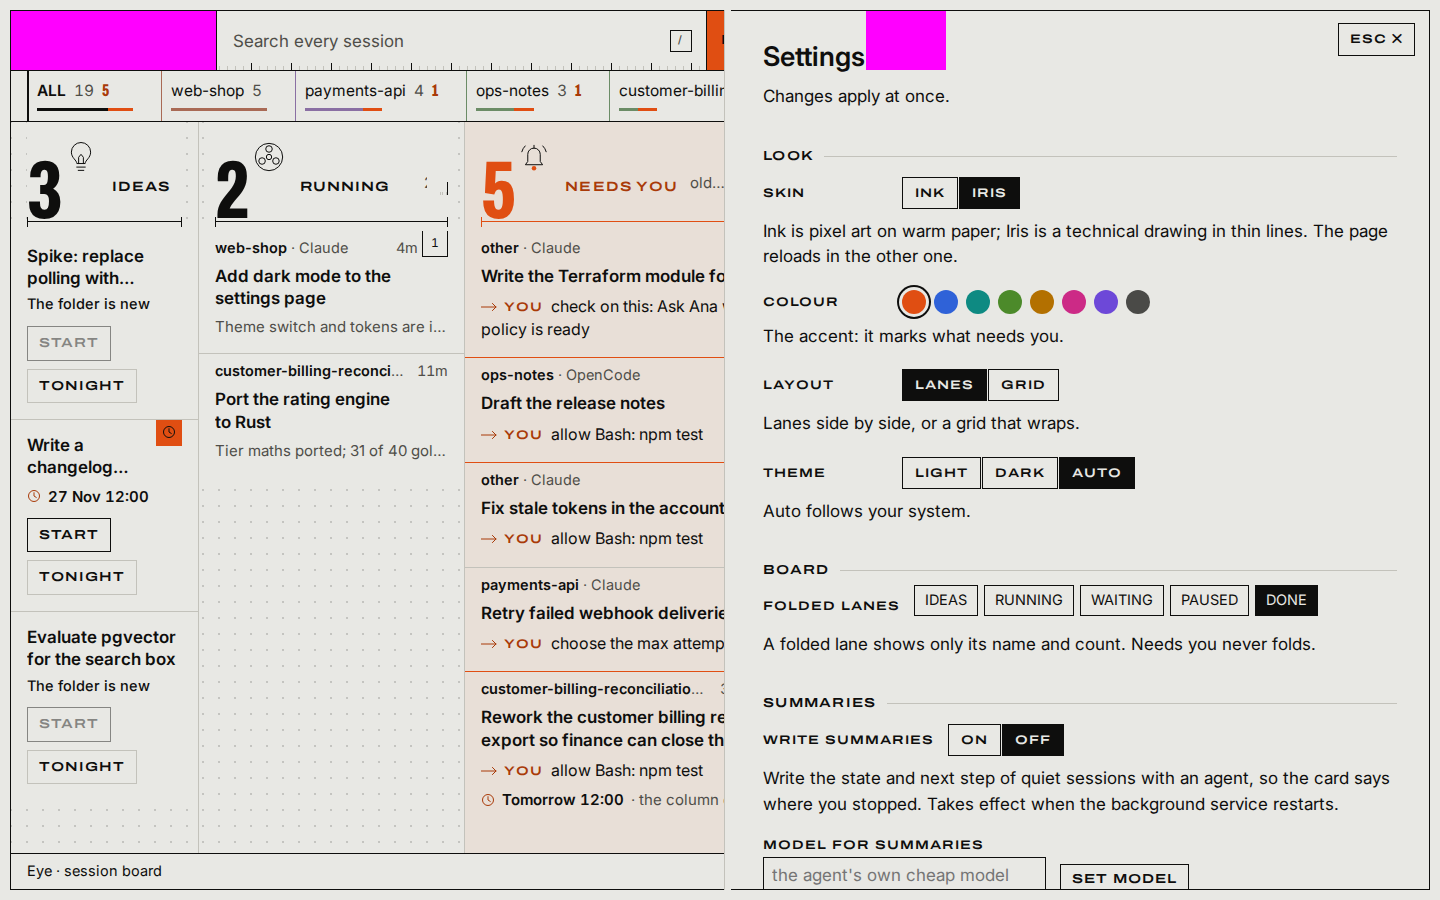 Search every session
/
ALL 19 5
web-shop 5
payments-api 4 1
ops-notes 3 1
customer-billin
3 IDEAS
Spike: replace
polling with…
The folder is new
START
TONIGHT
Write a
changelog…
27 Nov 12:00
START
TONIGHT
Evaluate pgvector
for the search box
The folder is new
START
TONIGHT
2 RUNNING
web-shop · Claude 4m 1
Add dark mode to the
settings page
Theme switch and tokens are i…
customer-billing-reconci… 11m
Port the rating engine
to Rust
Tier maths ported; 31 of 40 gol…
5 NEEDS YOU old…
other · Claude
Write the Terraform module fo
→ YOU check on this: Ask Ana
policy is ready
ops-notes · OpenCode
Draft the release notes
→ YOU allow Bash: npm test
other · Claude
Fix stale tokens in the account
→ YOU allow Bash: npm test
payments-api · Claude
Retry failed webhook deliverie
→ YOU choose the max attemp
customer-billing-reconciliatio…
Rework the customer billing re
export so finance can close th
→ YOU allow Bash: npm test
Tomorrow 12:00 · the column
Eye · session board
Settings
ESC ✕
Changes apply at once.
LOOK
SKIN INK IRIS
Ink is pixel art on warm paper; Iris is a technical drawing in thin lines. The page
reloads in the other one.
COLOUR
The accent: it marks what needs you.
LAYOUT LANES GRID
Lanes side by side, or a grid that wraps.
THEME LIGHT DARK AUTO
Auto follows your system.
BOARD
FOLDED LANES IDEAS RUNNING WAITING PAUSED DONE
A folded lane shows only its name and count. Needs you never folds.
SUMMARIES
WRITE SUMMARIES ON OFF
Write the state and next step of quiet sessions with an agent, so the card says
where you stopped. Takes effect when the background service restarts.
MODEL FOR SUMMARIES
the agent's own cheap model SET MODEL